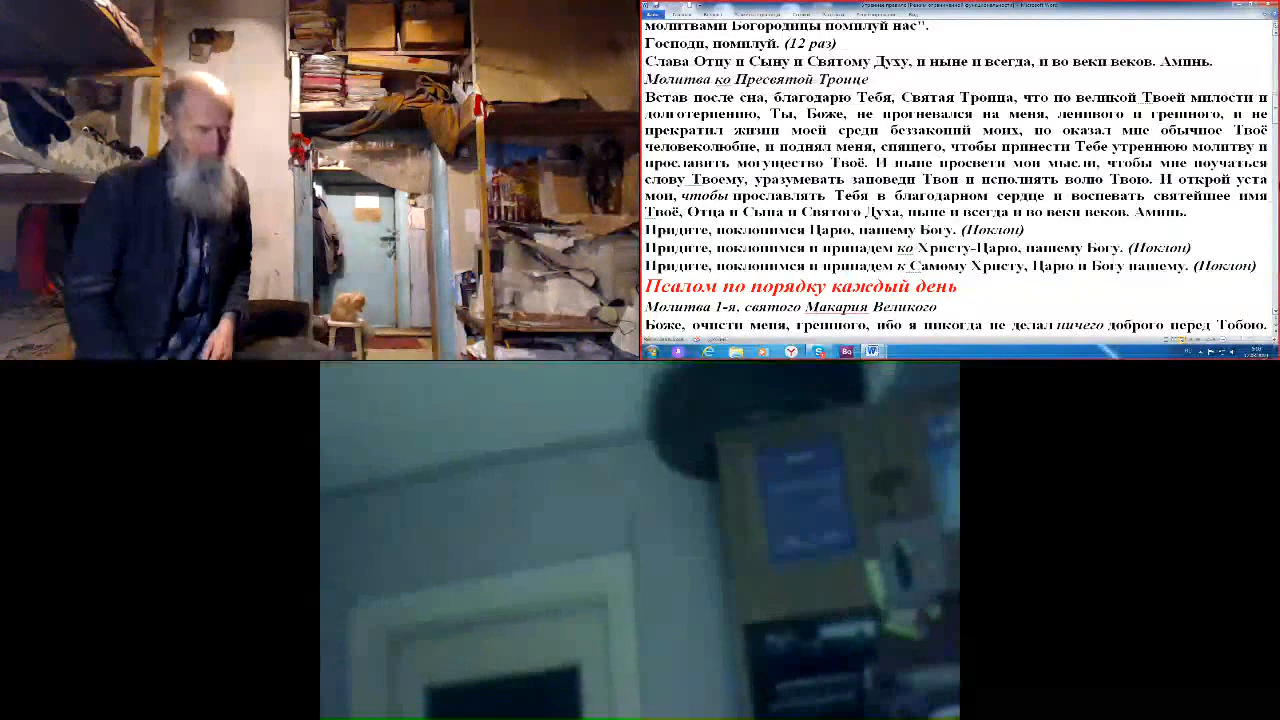 Утренния правило (Режим ограниченной функциональности) - Microsoft Word
молитвами Богородицы помилуй нас".
Господи, помилуй. (12 раз)
Слава Отцу и Сыну и Святому Духу, и ныне и всегда, и во веки веков. Аминь.
Молитва ко Пресвятой Троице
Встав после сна, благодарю Тебя, Святая Троица, что по великой Твоей милости и
долготерпению, Ты, Боже, не прогневался на меня, ленивого и грешного, и не
прекратил жизни моей среди беззаконий моих, но оказал мне обычное Твоё
человеколюбие, и поднял меня, спящего, чтобы принести Тебе утреннюю молитву и
прославить могущество Твоё. И ныне просвети мои мысли, чтобы мне поучаться
слову Твоему, уразумевать заповеди Твои и исполнять волю Твою. И открой уста
мои, чтобы прославлять Тебя в благодарном сердце и воспевать святейшее имя
Твоё, Отца и Сына и Святого Духа, ныне и всегда и во веки веков. Аминь.
Придите, поклонимся Царю, нашему Богу. (Поклон)
Придите, поклонимся и припадем ко Христу-Царю, нашему Богу. (Поклон)
Придите, поклонимся и припадем к Самому Христу, Царю и Богу нашему. (Поклон)
Псалом по порядку каждый день
Молитва 1-я, святого Макария Великого
Боже, очисти меня, грешного, ибо я никогда не делал ничего доброго перед Тобою.